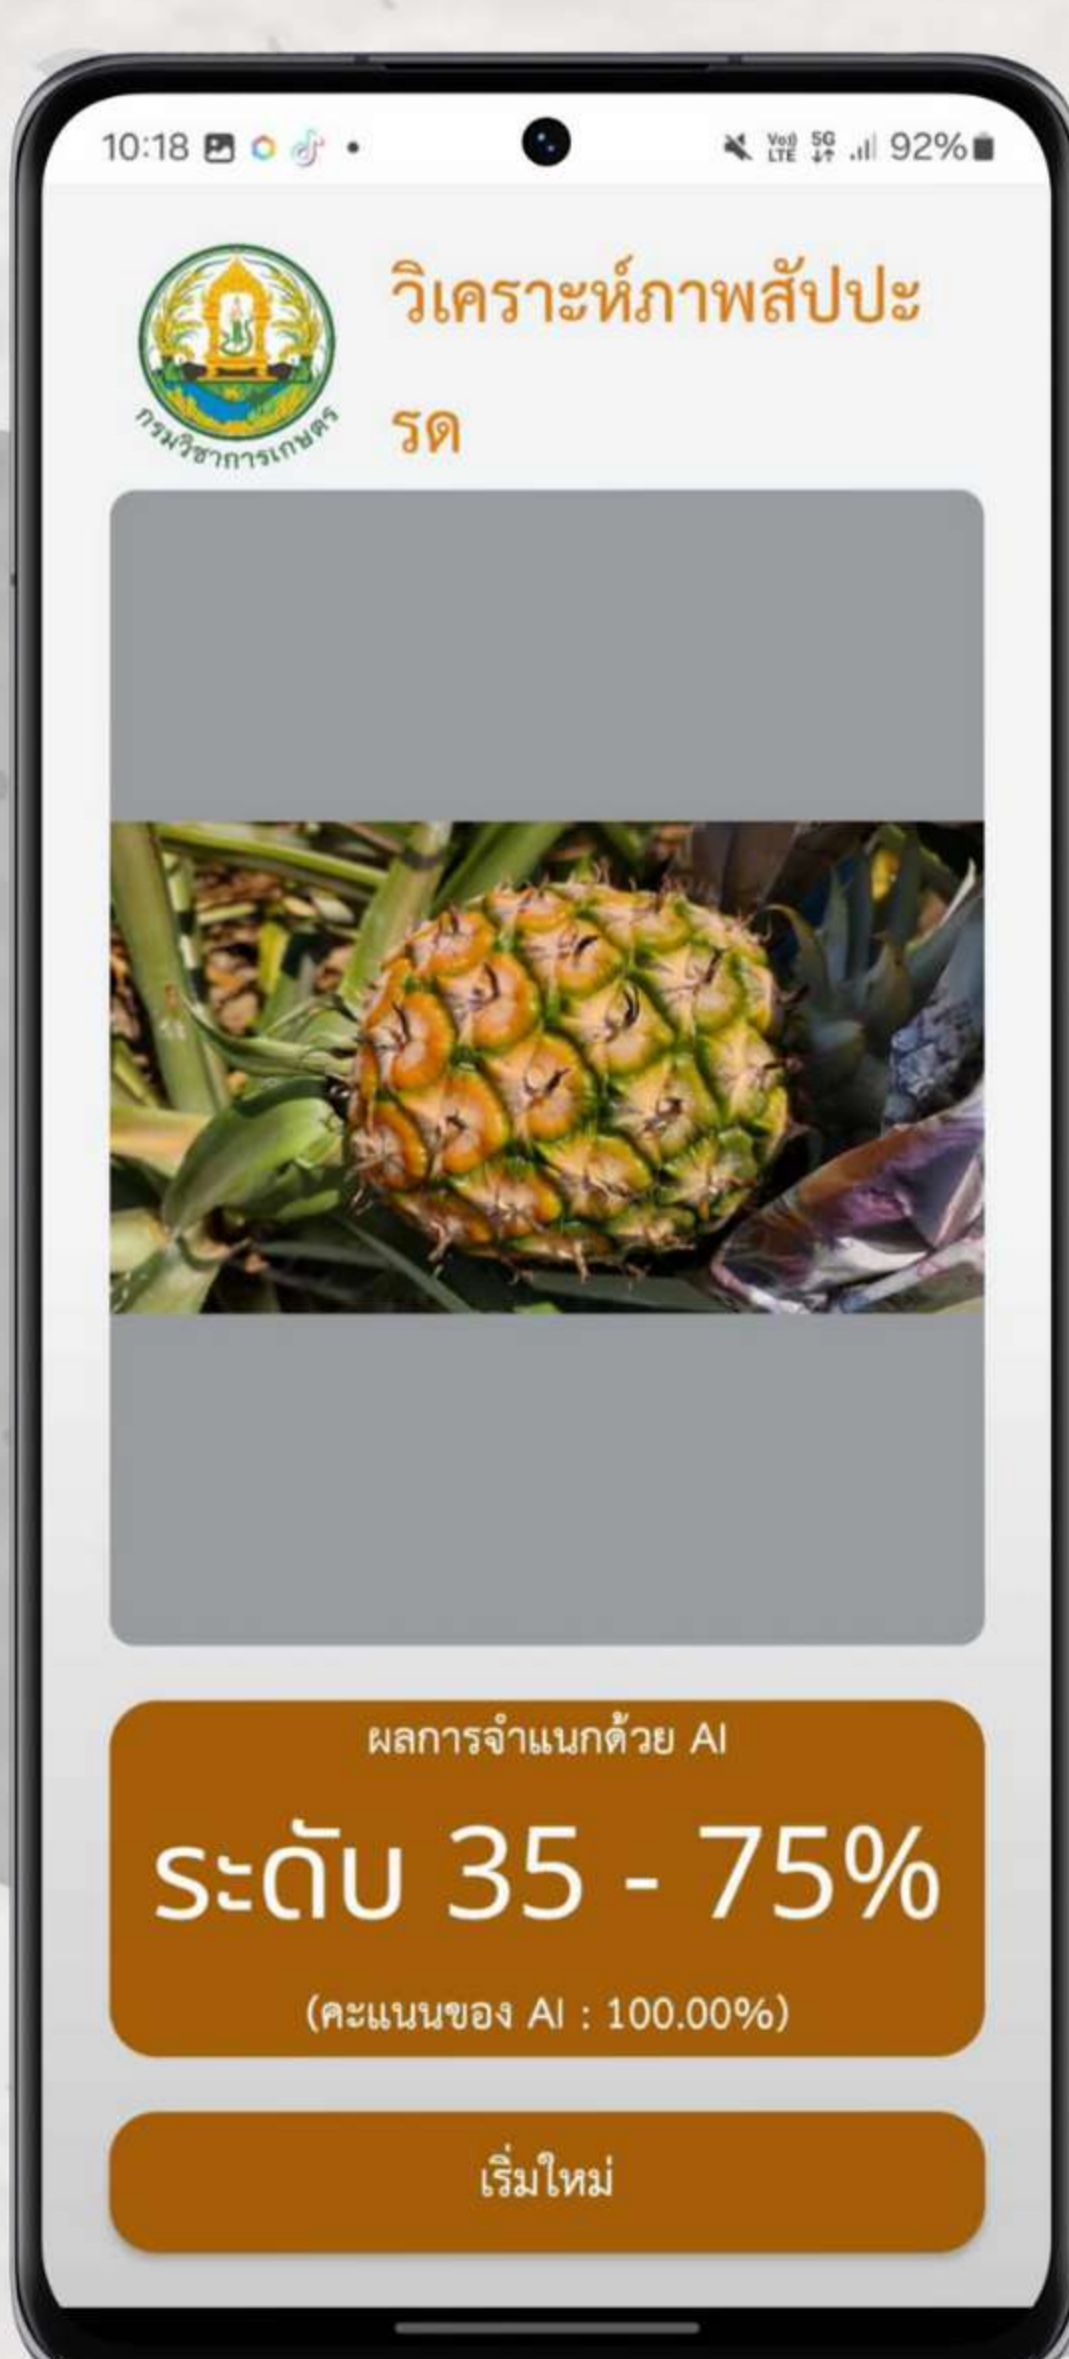 10:18
Vo)) LTE 5G 92%
กรมวิชาการเกษตร
วิเคราะห์ภาพสัปปะ
รด
ผลการจำแนกด้วย AI
ระดับ 35 - 75%
(คะแนนของ AI : 100.00%)
เริ่มใหม่